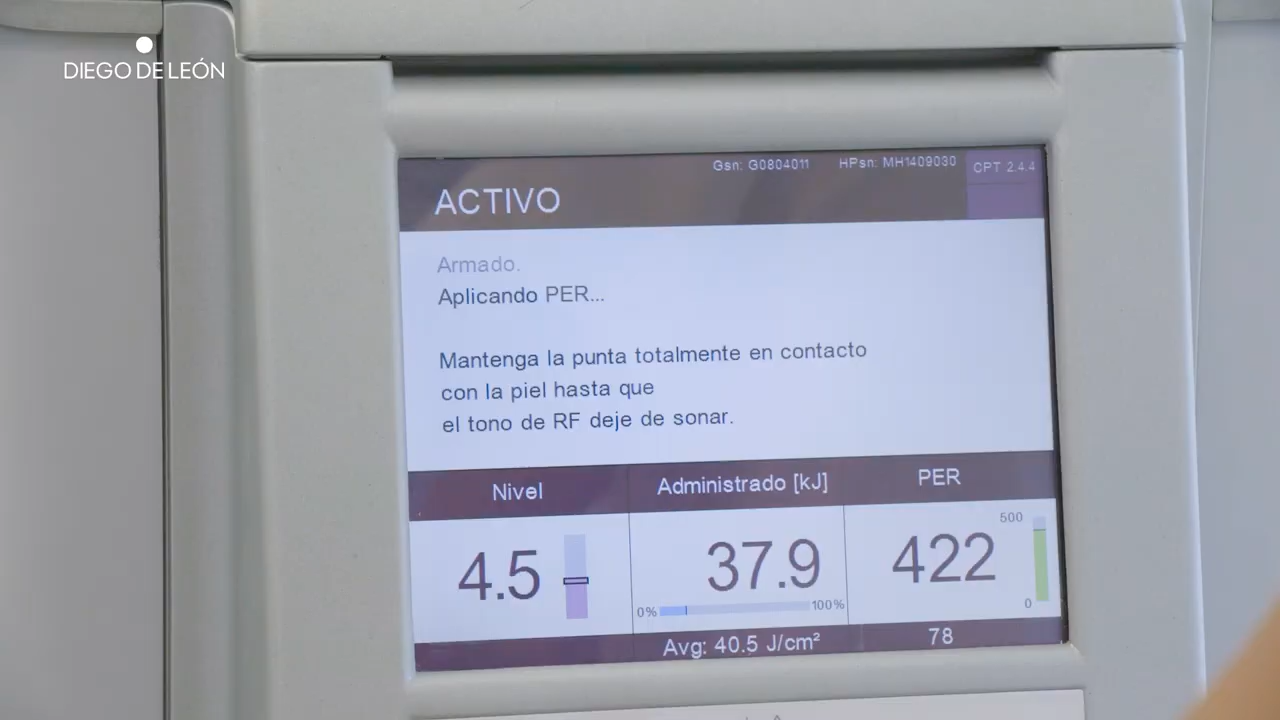 DIEGO DE LEÓN
Gsn: G0804011 HPsn: MH1409030 CPT 2.4.4
ACTIVO
Armado.
Aplicando PER...
Mantenga la punta totalmente en contacto
con la piel hasta que
el tono de RF deje de sonar.
Nivel Administrado [kJ] PER
4.5 37.9 422 500
0% 100% 0
Avg: 40.5 J/cm² 78